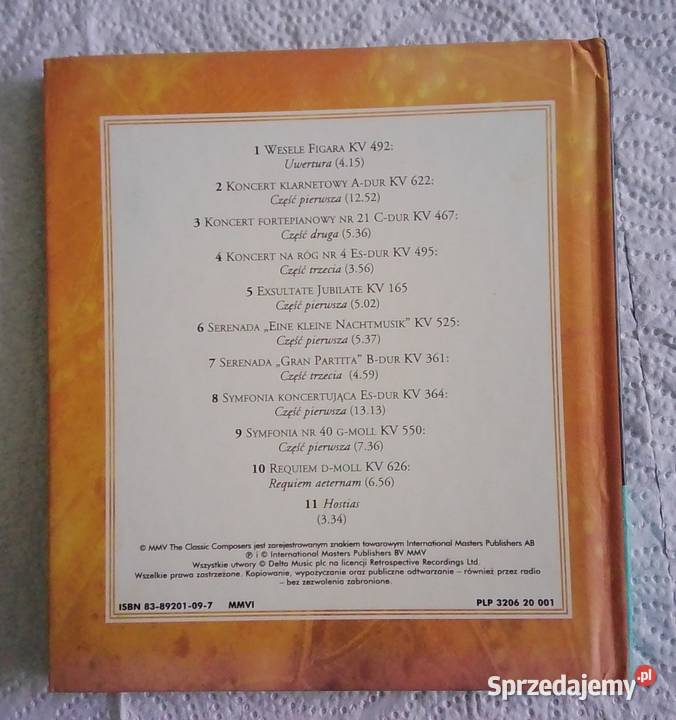 1 Wesele Figara KV 492:
Uwertura (4.15)
2 Koncert klarnetowy A-dur KV 622:
Część pierwsza (12.52)
3 Koncert fortepianowy nr 21 C-dur KV 467:
Część druga (5.36)
4 Koncert na róg nr 4 Es-dur KV 495:
Część trzecia (3.56)
5 Exsultate Jubilate KV 165
Część pierwsza (5.02)
6 Serenada „Eine kleine Nachtmusik” KV 525:
Część pierwsza (5.37)
7 Serenada „Gran Partita” B-dur KV 361:
Część trzecia (4.59)
8 Symfonia koncertująca Es-dur KV 364:
Część pierwsza (13.13)
9 Symfonia nr 40 g-moll KV 550:
Część pierwsza (7.36)
10 Requiem d-moll KV 626:
Requiem aeternam (6.56)
11 Hostias
(3.34)
© MMV The Classic Composers jest zarejestrowanym znakiem towarowym International Masters Publishers AB
℗ i © International Masters Publishers BV MMV
Wszystkie utwory © Delta Music plc na licencji Retrospective Recordings Ltd.
Wszelkie prawa zastrzeżone. Kopiowanie, wypożyczanie oraz publiczne odtwarzanie – również przez radio
– bez zezwolenia zabronione.
ISBN 83-89201-09-7 MMVI PLP 3206 20 001
Sprzedajemy.pl